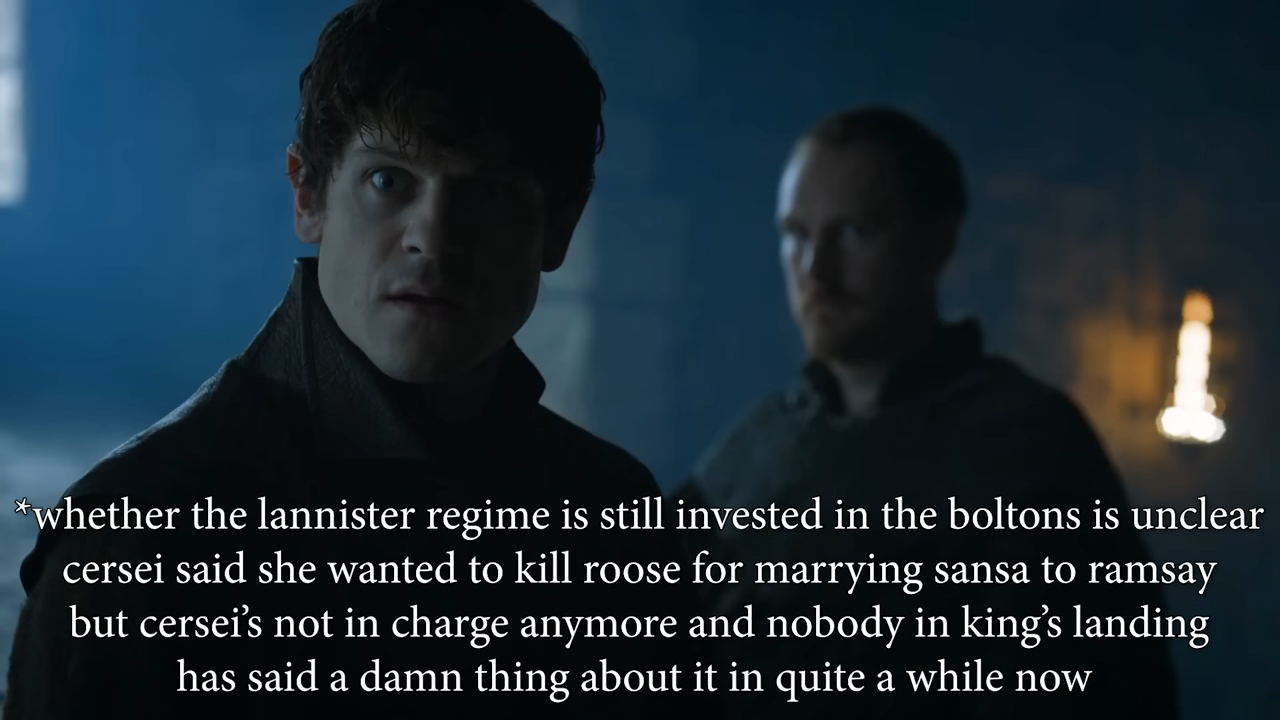 *whether the lannister regime is still invested in the boltons is unclear
cersei said she wanted to kill roose for marrying sansa to ramsay
but cersei’s not in charge anymore and nobody in king’s landing
has said a damn thing about it in quite a while now